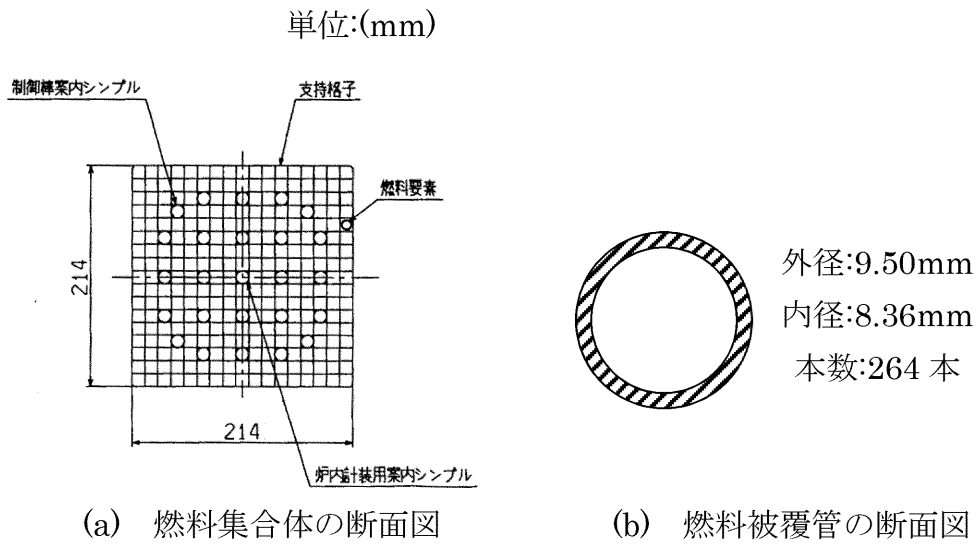 単位:(mm)
制御棒案内シンプル
支持格子
燃料要素
214
214
炉内計装用案内シンプル
外径:9.50mm
内径:8.36mm
本数:264 本
(a) 燃料集合体の断面図
(b) 燃料被覆管の断面図